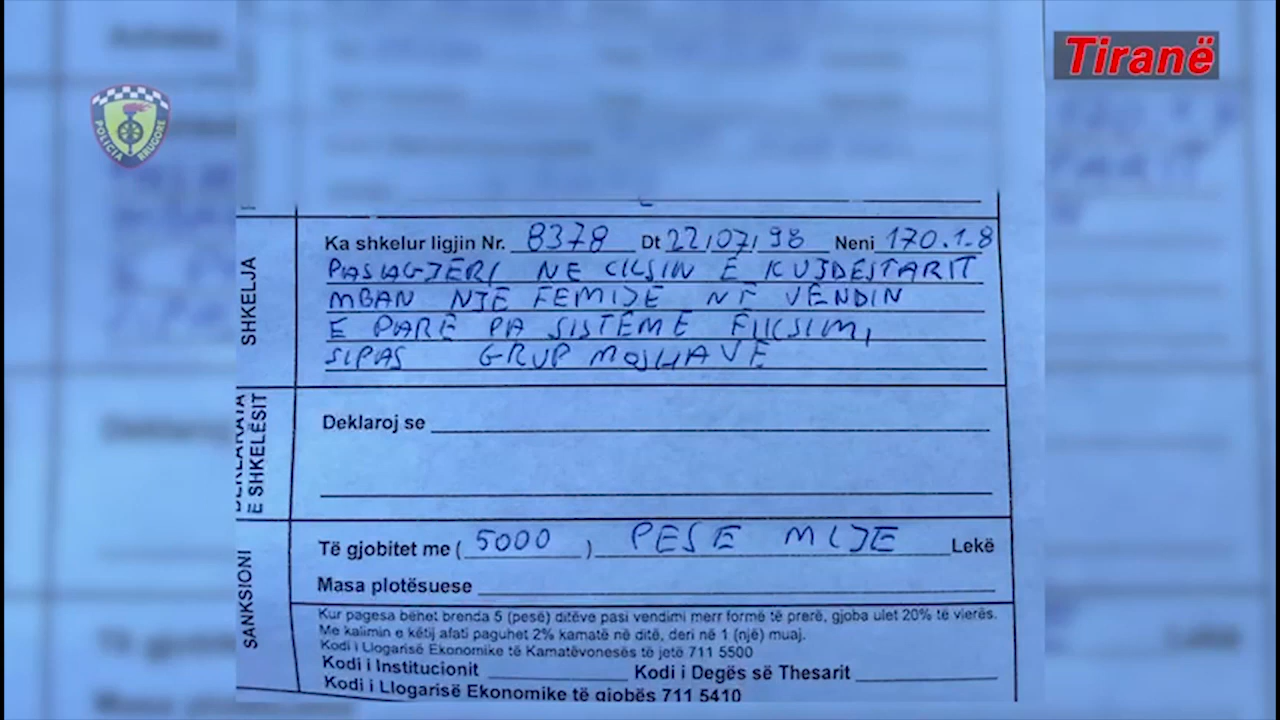 Tiranë
POLICIA RRUGORE
SHKELJA
Ka shkelur ligjin Nr. 8378 Dt 22/07/98 Neni 170.1-8
PASAGJERI NE CILSIN E KUJDESTARIT
MBAN NJE FEMIJE NE VENDIN
E PARE PA SISTEME FIKSIMI
SIPAS GRUP MOSHAVE
DEKLARATA
E SHKELËSIT
Deklaroj se
SANKSIONI
Të gjobitet me ( 5000 ) PESE MIJE Lekë
Masa plotësuese
Kur pagesa bëhet brenda 5 (pesë) ditëve pasi vendimi merr formë të prerë, gjoba ulet 20% të vlerës.
Me kalimin e këtij afati paguhet 2% kamatë në ditë, deri në 1 (një) muaj.
Kodi i Llogarisë Ekonomike të Kamatëvonesës të jetë 711 5500
Kodi i Institucionit Kodi i Degës së Thesarit
Kodi i Llogarisë Ekonomike të gjobës 711 5410